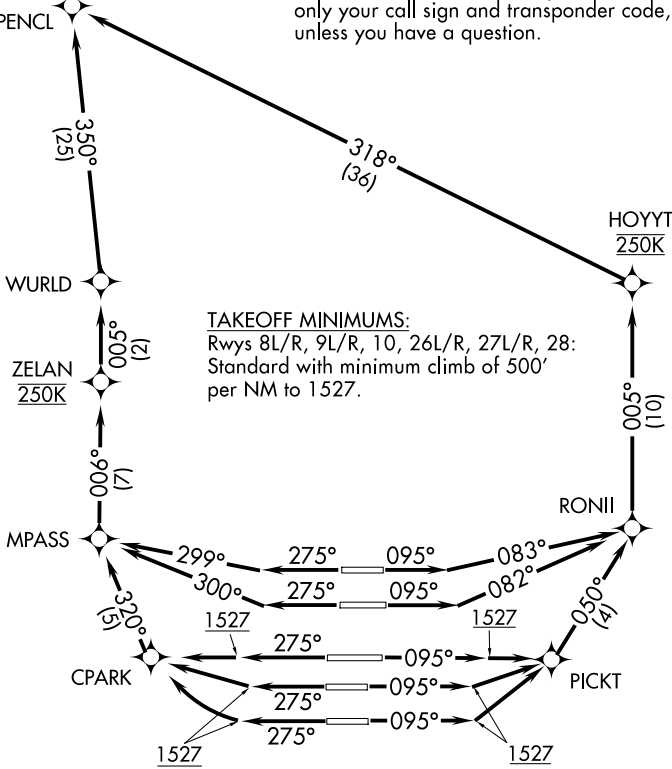 only your call sign and transponder code,
unless you have a question.
PENCL
350°
(25)
318°
(36)
HOYYT
250K
WURLD
TAKEOFF MINIMUMS:
Rwys 8L/R, 9L/R, 10, 26L/R, 27L/R, 28:
Standard with minimum climb of 500'
per NM to 1527.
005°
(2)
ZELAN
250K
005°
(10)
006°
(7)
RONII
MPASS
299°
275°
095°
083°
300°
275°
095°
082°
320°
(5)
050°
(4)
1527
275°
095°
1527
CPARK
PICKT
275°
095°
275°
095°
1527
1527